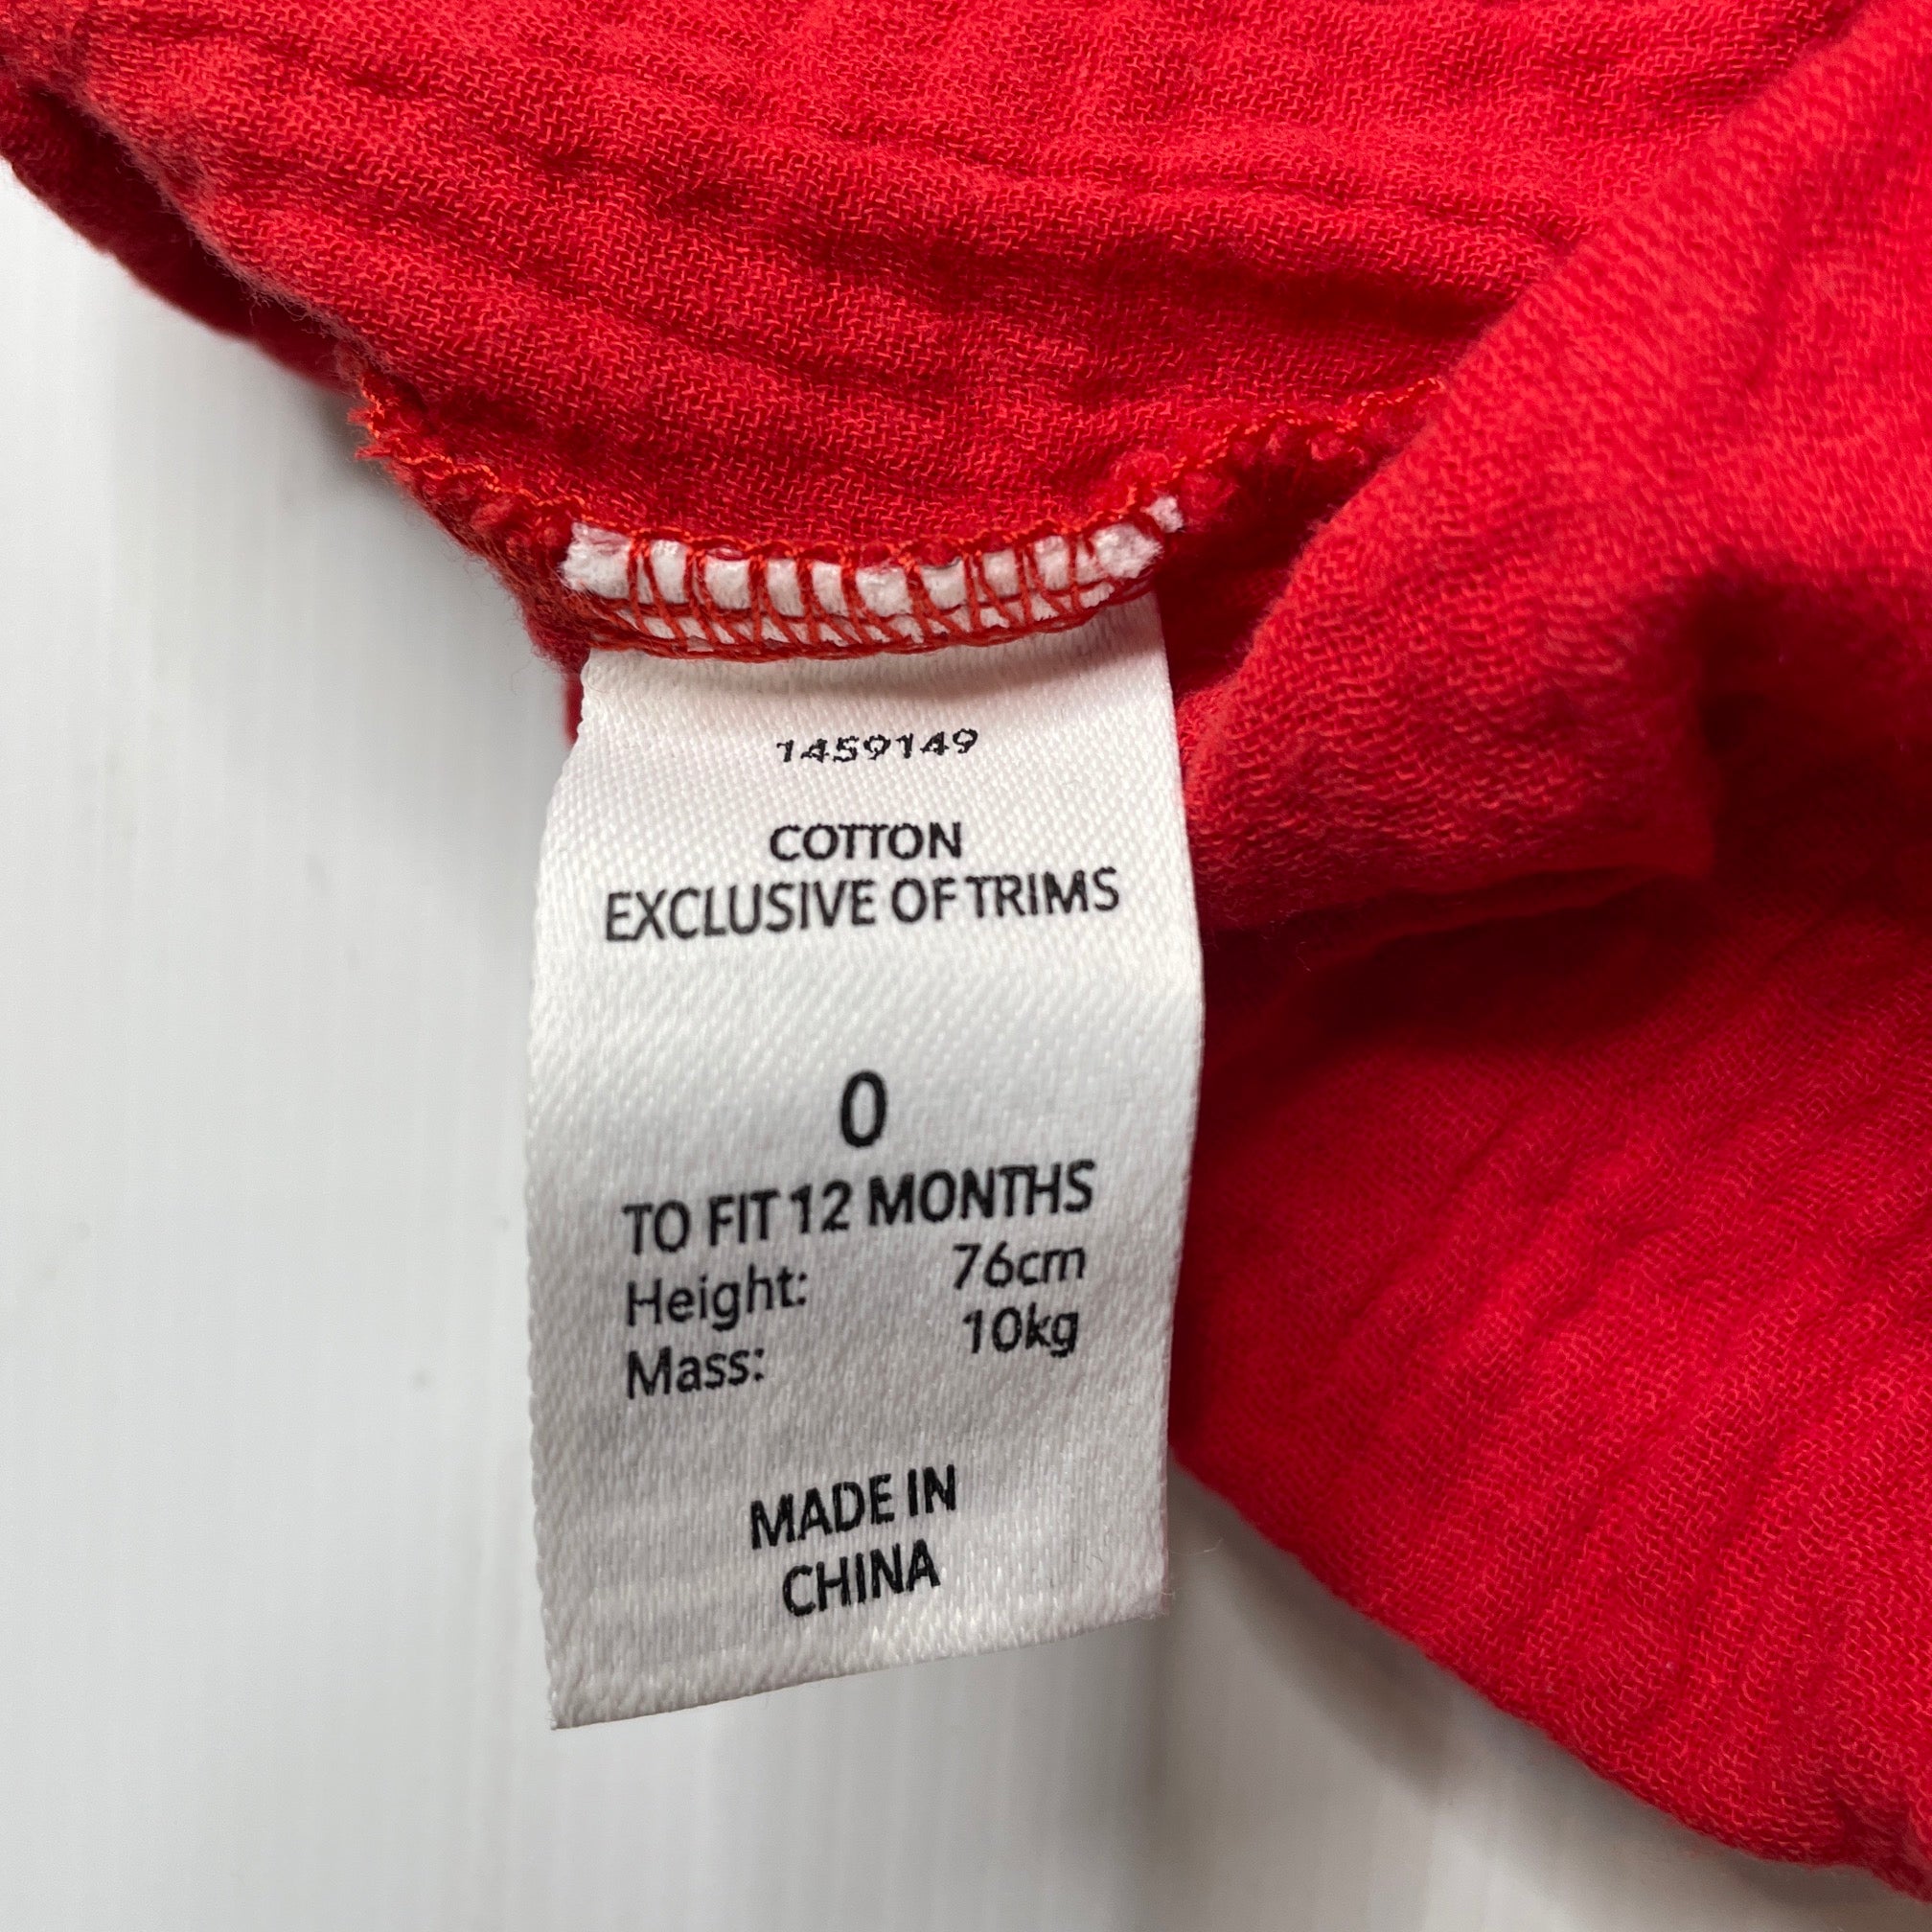 1459149
COTTON
EXCLUSIVE OF TRIMS
0
TO FIT 12 MONTHS
Height: 76cm
Mass: 10kg
MADE IN
CHINA